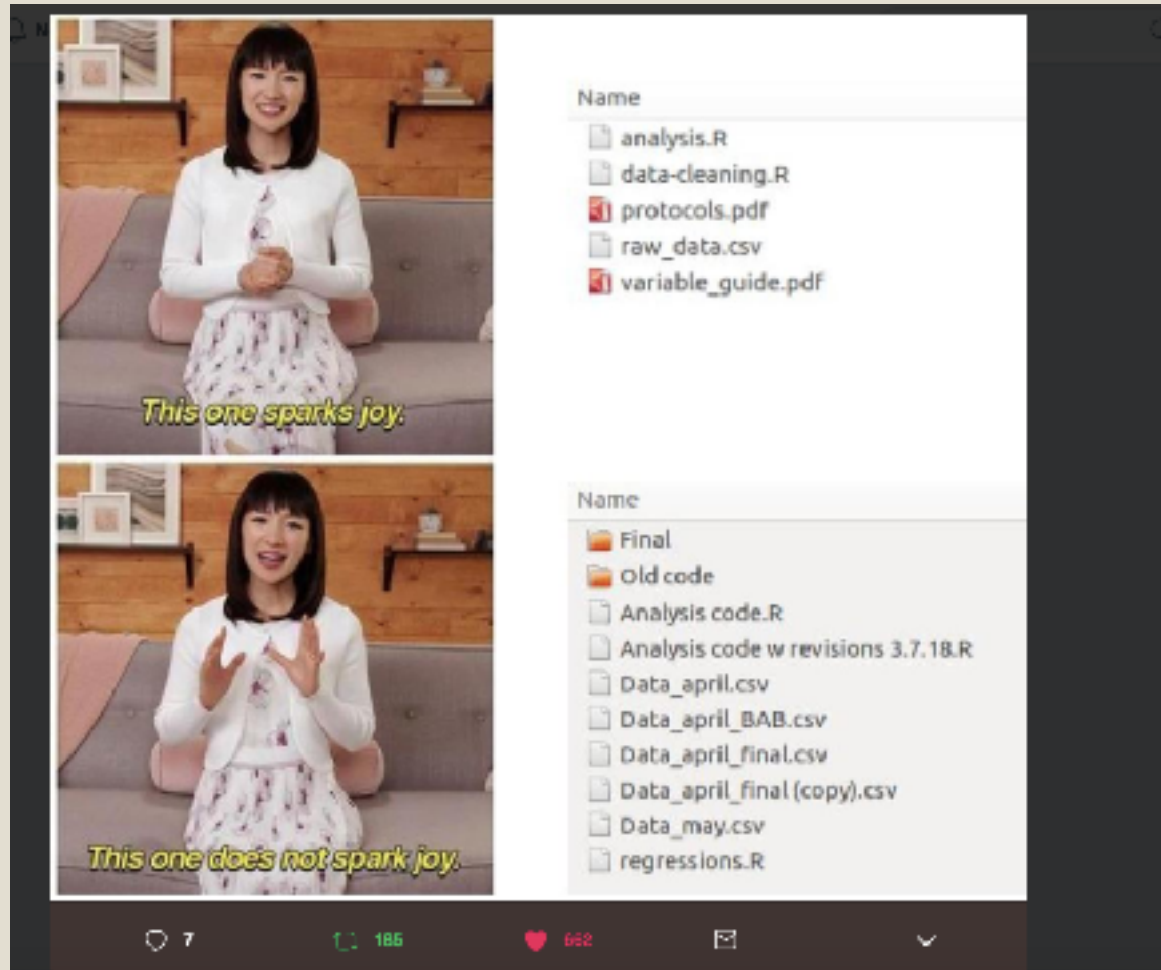 N
Name
analysis.R
data-cleaning.R
protocols.pdf
raw_data.csv
variable_guide.pdf
This one sparks joy.
Name
Final
Old code
Analysis code.R
Analysis code w revisions 3.7.18.R
Data_april.csv
Data_april_BAB.csv
Data_april_final.csv
Data_april_final (copy).csv
Data_may.csv
regressions.R
This one does not spark joy.
7